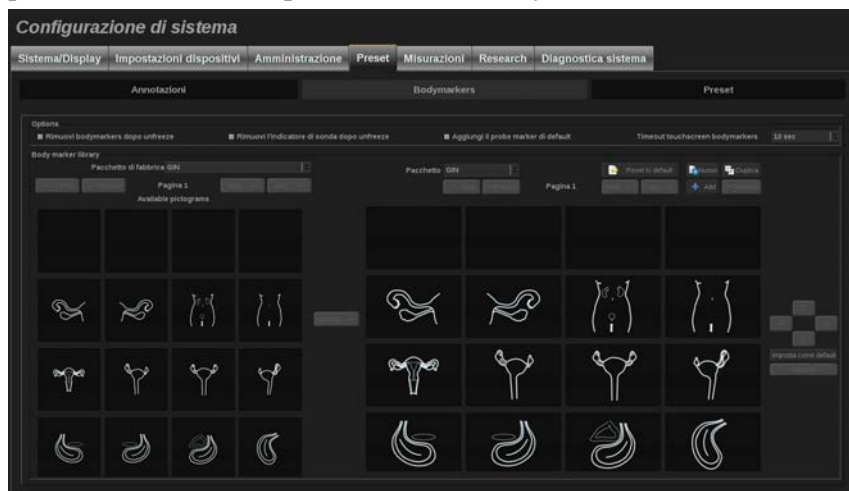 Configurazione di sistema
Sistema/Display Impostazioni dispositivi Amministrazione Preset Misurazioni Research Diagnostica sistema
Annotazioni Bodymarkers Preset
Options
Rimuovi bodymarkers dopo unfreeze Rimuovi l'indicatore di sonda dopo unfreeze Aggiungi il probe marker di default Timeout touchscreen bodymarkers 10 sec
Body marker library
Pacchetto di fabbrica GIN Pacchetto GIN Reset to default Nuovo Duplica
Pagina 1 Pagina 1 Add
Available pictograms
Imposta come default